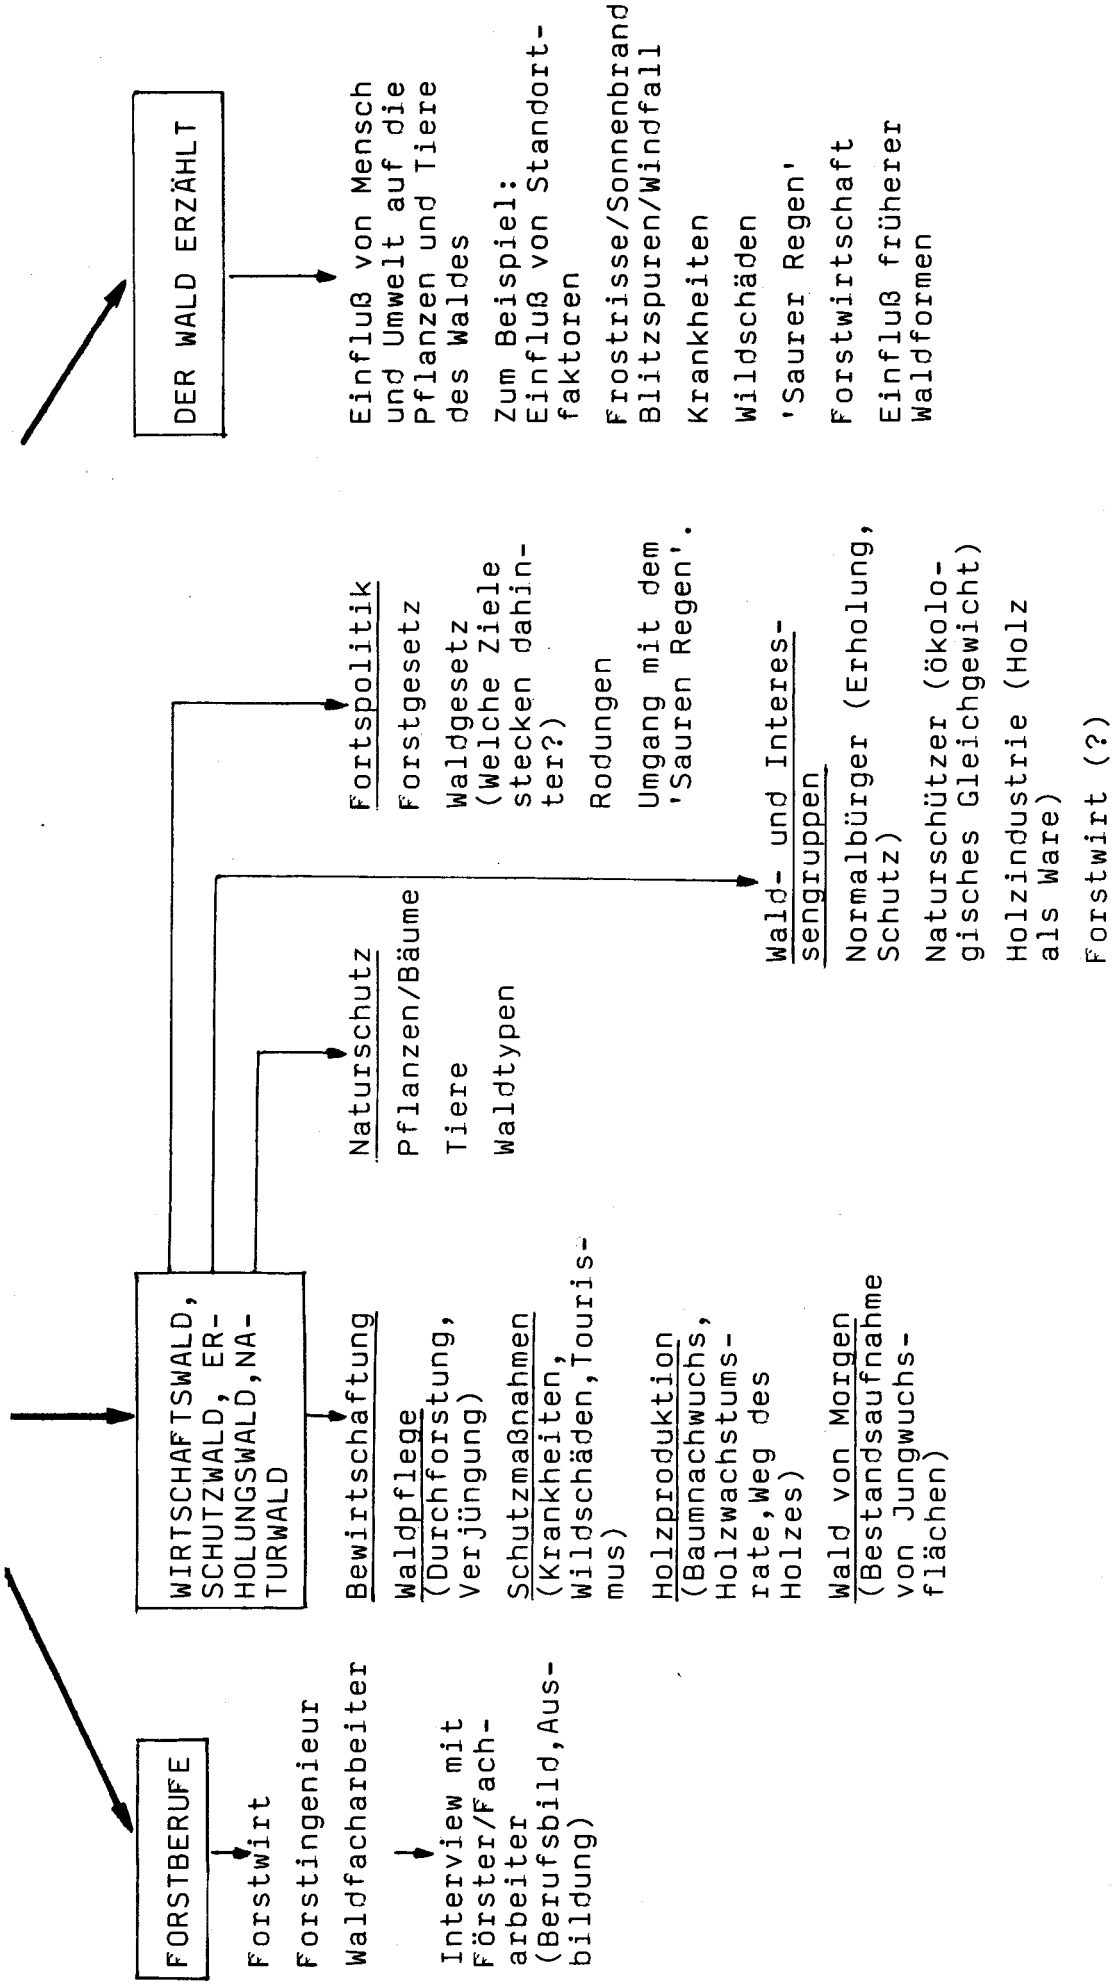 FORSTBERUFE
Forstwirt
Forstingenieur
Waldfacharbeiter
Interview mit
Förster/Fach-
arbeiter
(Berufsbild,Aus-
bildung)
WIRTSCHAFTSWALD,
SCHUTZWALD, ER-
HOLUNGSWALD,NA-
TURWALD
Bewirtschaftung
Waldpflege
(Durchforstung,
Verjüngung)
Schutzmaßnahmen
(Krankheiten,
Wildschäden,Touris-
mus)
Holzproduktion
(Baumnachwuchs,
Holzwachstums-
rate,Weg des
Holzes)
Wald von Morgen
(Bestandsaufnahme
von Jungwuchs-
flächen)
Naturschutz
Pflanzen/Bäume
Tiere
Waldtypen
Wald- und Interes-
sengruppen
Normalbürger (Erholung,
Schutz)
Naturschützer (ökolo-
gisches Gleichgewicht)
Holzindustrie (Holz
als Ware)
Forstwirt (?)
Fortspolitik
Forstgesetz
Waldgesetz
(Welche Ziele
stecken dahin-
ter?)
Rodungen
Umgang mit dem
'Sauren Regen'.
DER WALD ERZÄHLT
Einfluß von Mensch
und Umwelt auf die
Pflanzen und Tiere
des Waldes
Zum Beispiel:
Einfluß von Standort-
faktoren
Frostrisse/Sonnenbrand
Blitzspuren/Windfall
Krankheiten
Wildschäden
'Saurer Regen'
Forstwirtschaft
Einfluß früherer
Waldformen